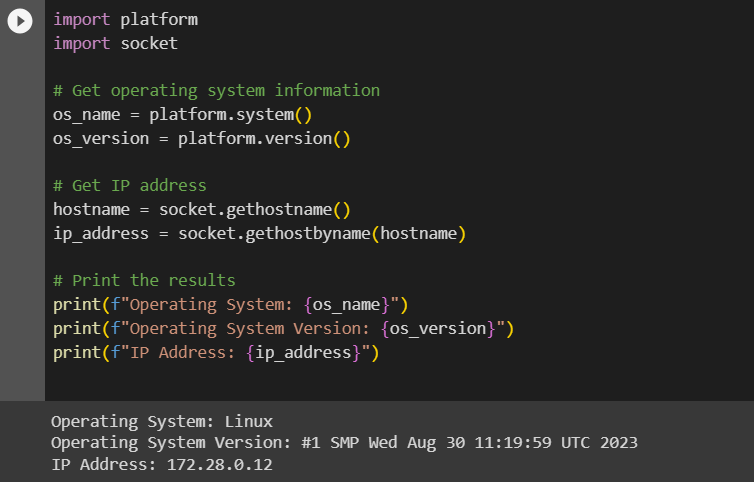 import platform
import socket
# Get operating system information
os_name = platform.system()
os_version = platform.version()
# Get IP address
hostname = socket.gethostname()
ip_address = socket.gethostbyname(hostname)
# Print the results
print(f"Operating System: {os_name}")
print(f"Operating System Version: {os_version}")
print(f"IP Address: {ip_address}")
Operating System: Linux
Operating System Version: #1 SMP Wed Aug 30 11:19:59 UTC 2023
IP Address: 172.28.0.12